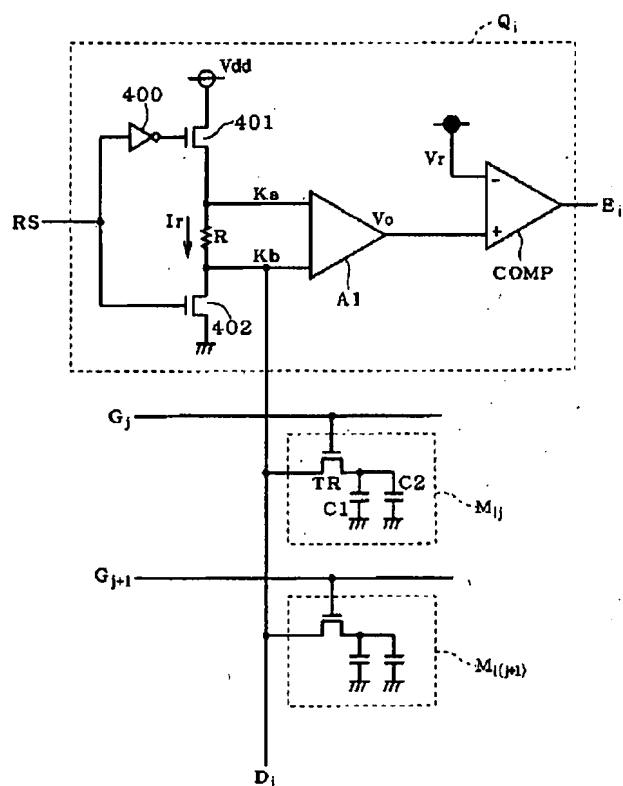 Qi
Vdd
400
401
Vr
RS
Ka
Ir
R
Kb
Vo
A1
−
+
COMP
Ei
402
Gj
TR
C1
C2
Mij
Gj+1
Mi(j+1)
Di